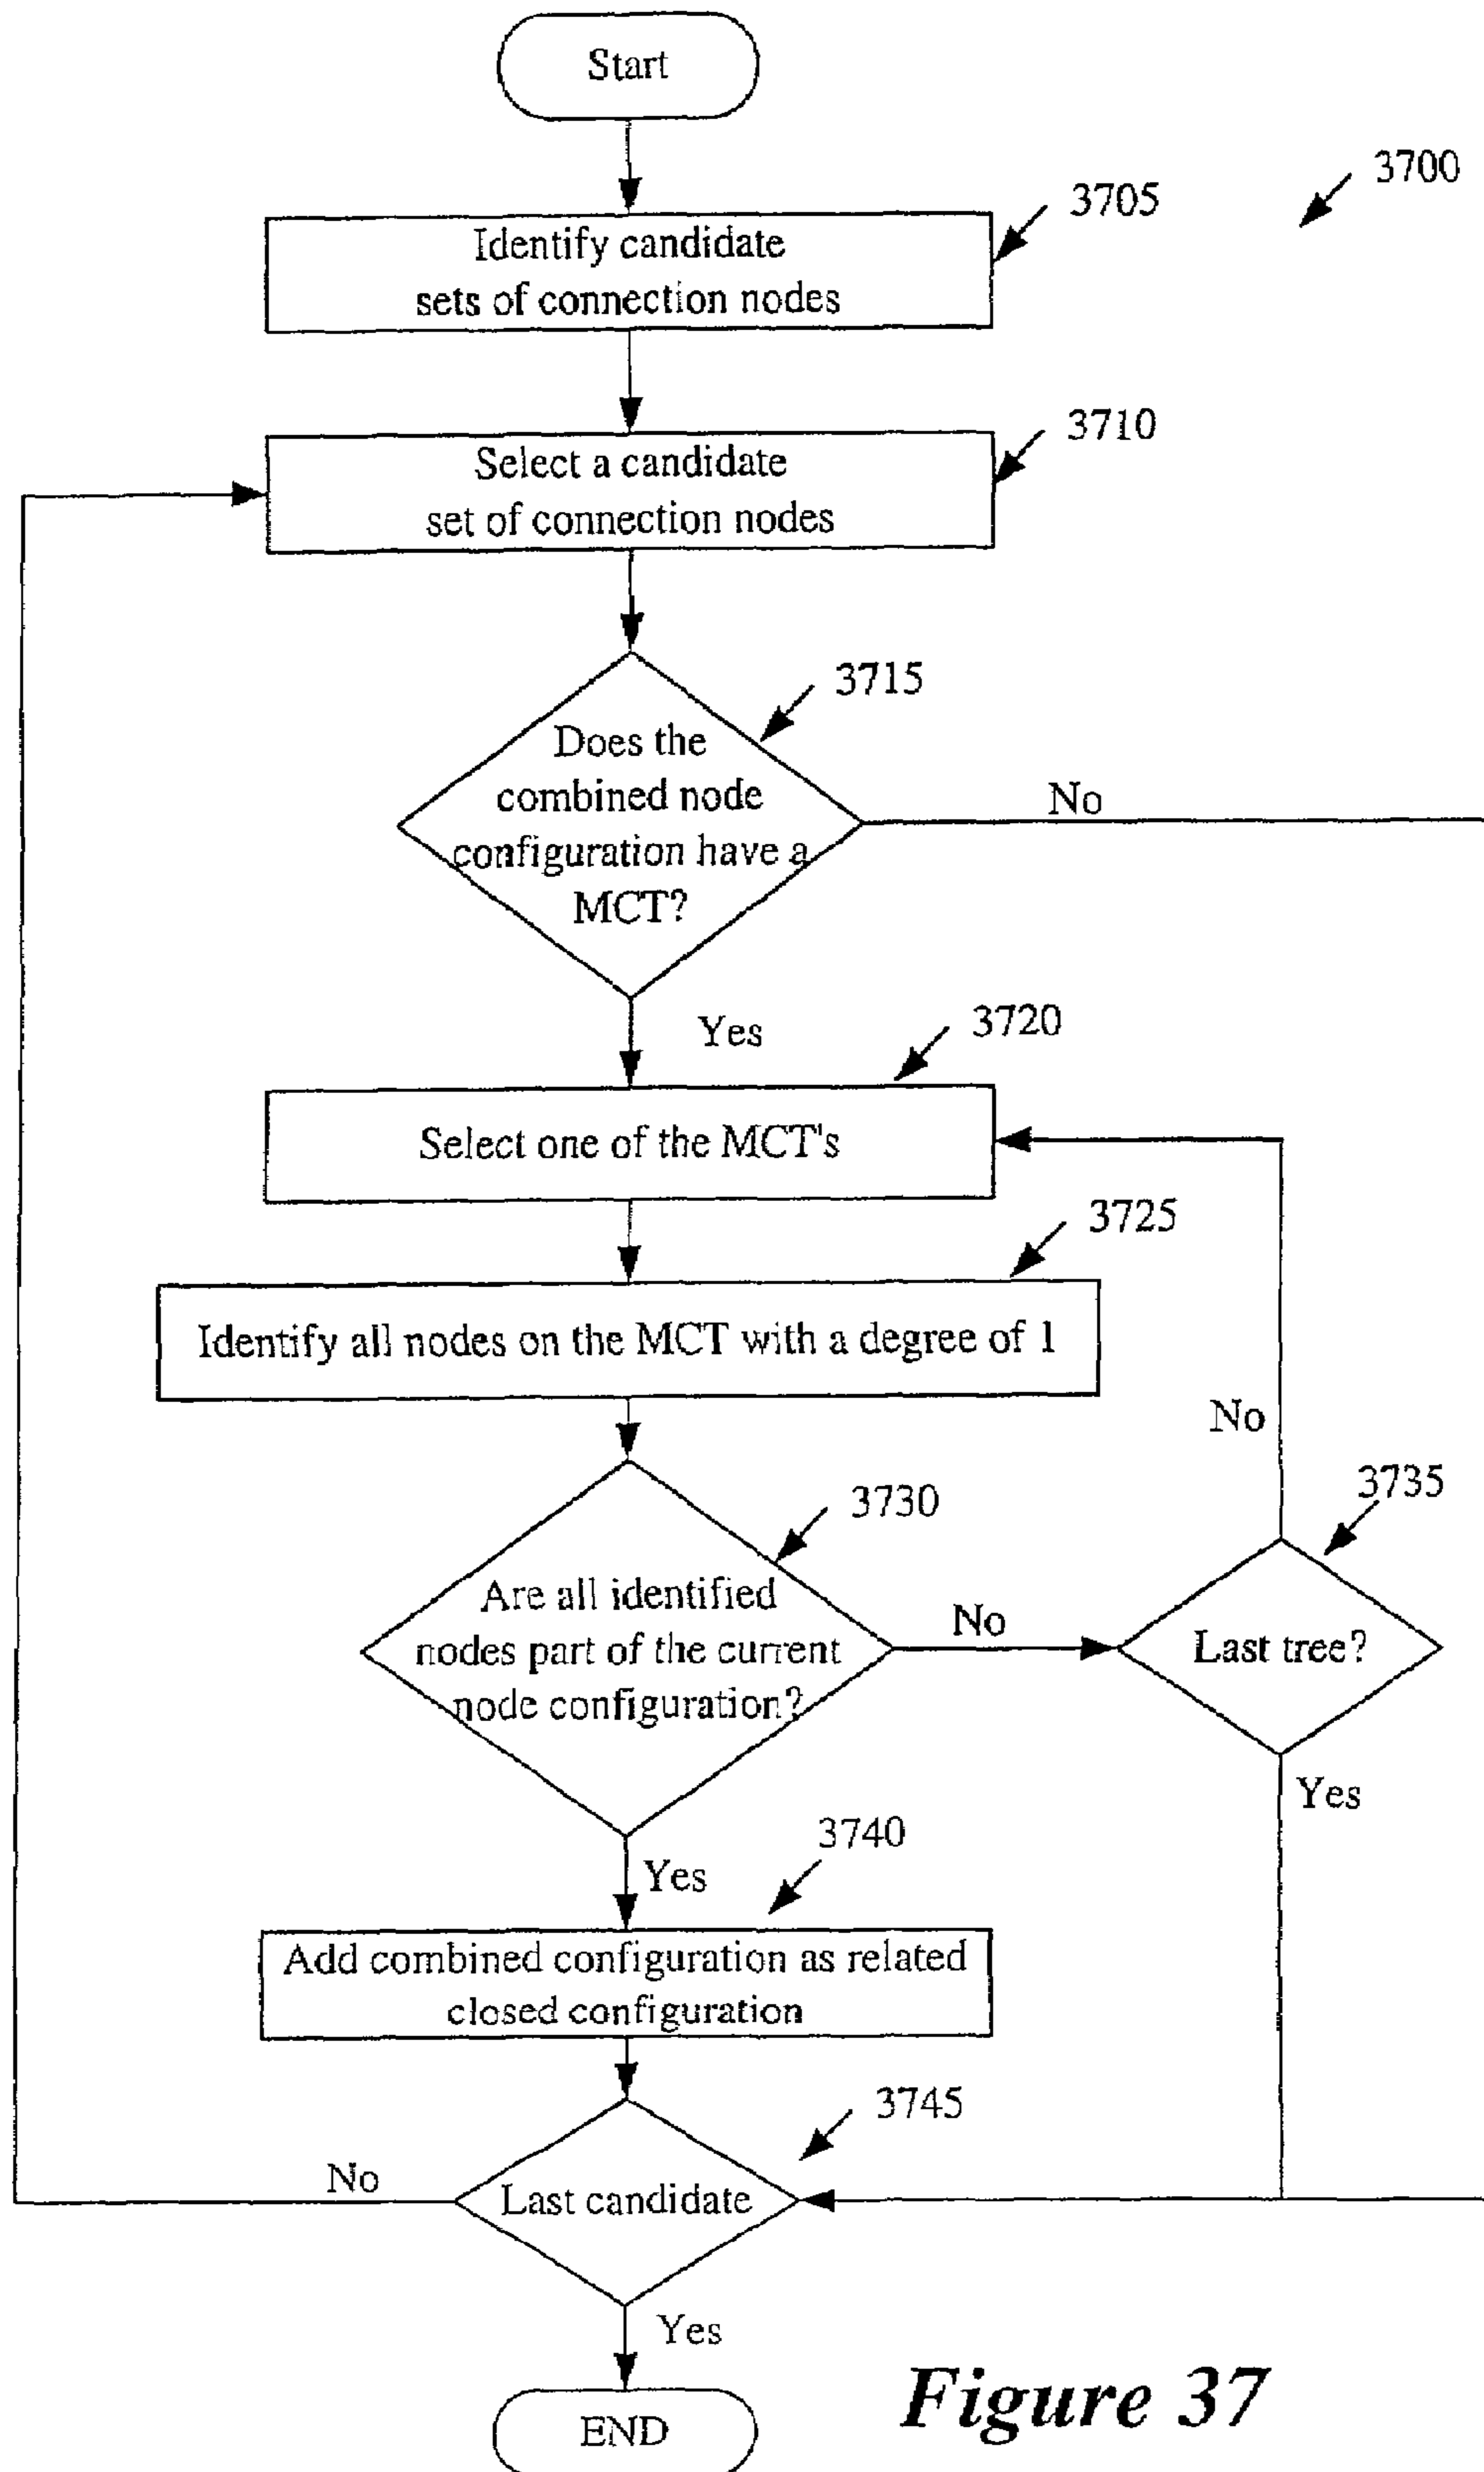 Start
3700
3705
Identify candidate
sets of connection nodes
3710
Select a candidate
set of connection nodes
3715
Does the
combined node
configuration have a
MCT?
No
Yes
3720
Select one of the MCT's
3725
Identify all nodes on the MCT with a degree of 1
No
3730
3735
Are all identified
nodes part of the current
node configuration?
No
Last tree?
Yes
3740
Yes
Add combined configuration as related
closed configuration
3745
No
Last candidate
Yes
END
Figure 37